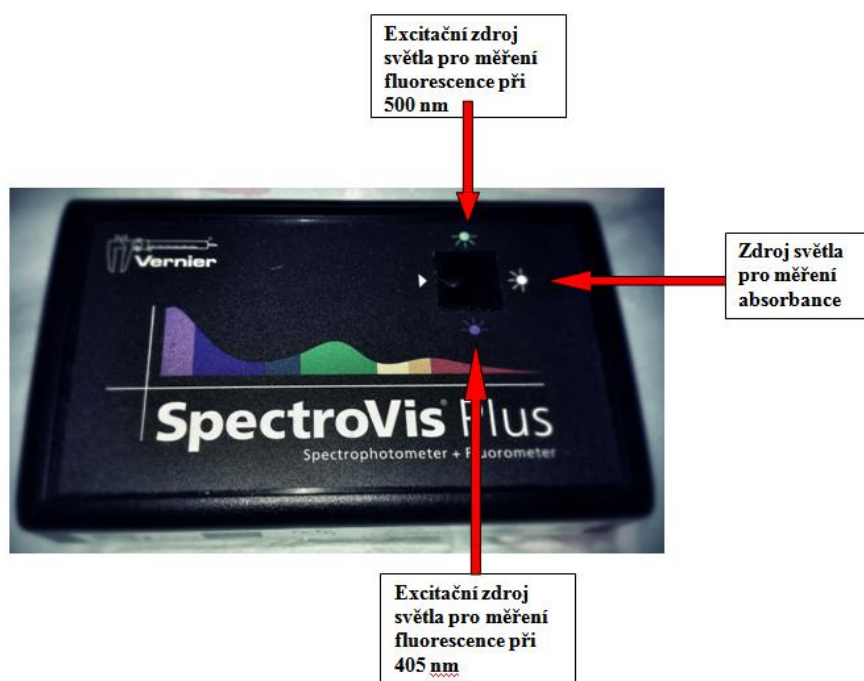 Excitační zdroj
světla pro měření
fluorescence při
500 nm
Zdroj světla
pro měření
absorbance
Vernier
SpectroVis® Plus
Spectrophotometer + Fluorometer
Excitační zdroj
světla pro měření
fluorescence při
405 nm